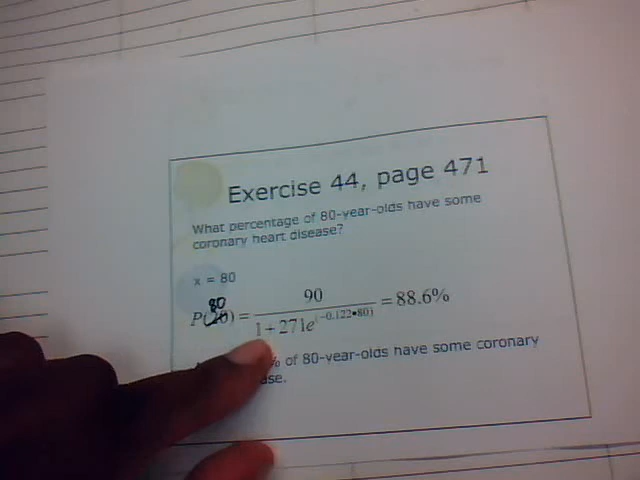 Exercise 44, page 471
What percentage of 80-year-olds have some
coronary heart disease?
x = 80
80
P(20) = 90 / 1+271e^(-0.122•80) = 88.6%
% of 80-year-olds have some coronary
ase.